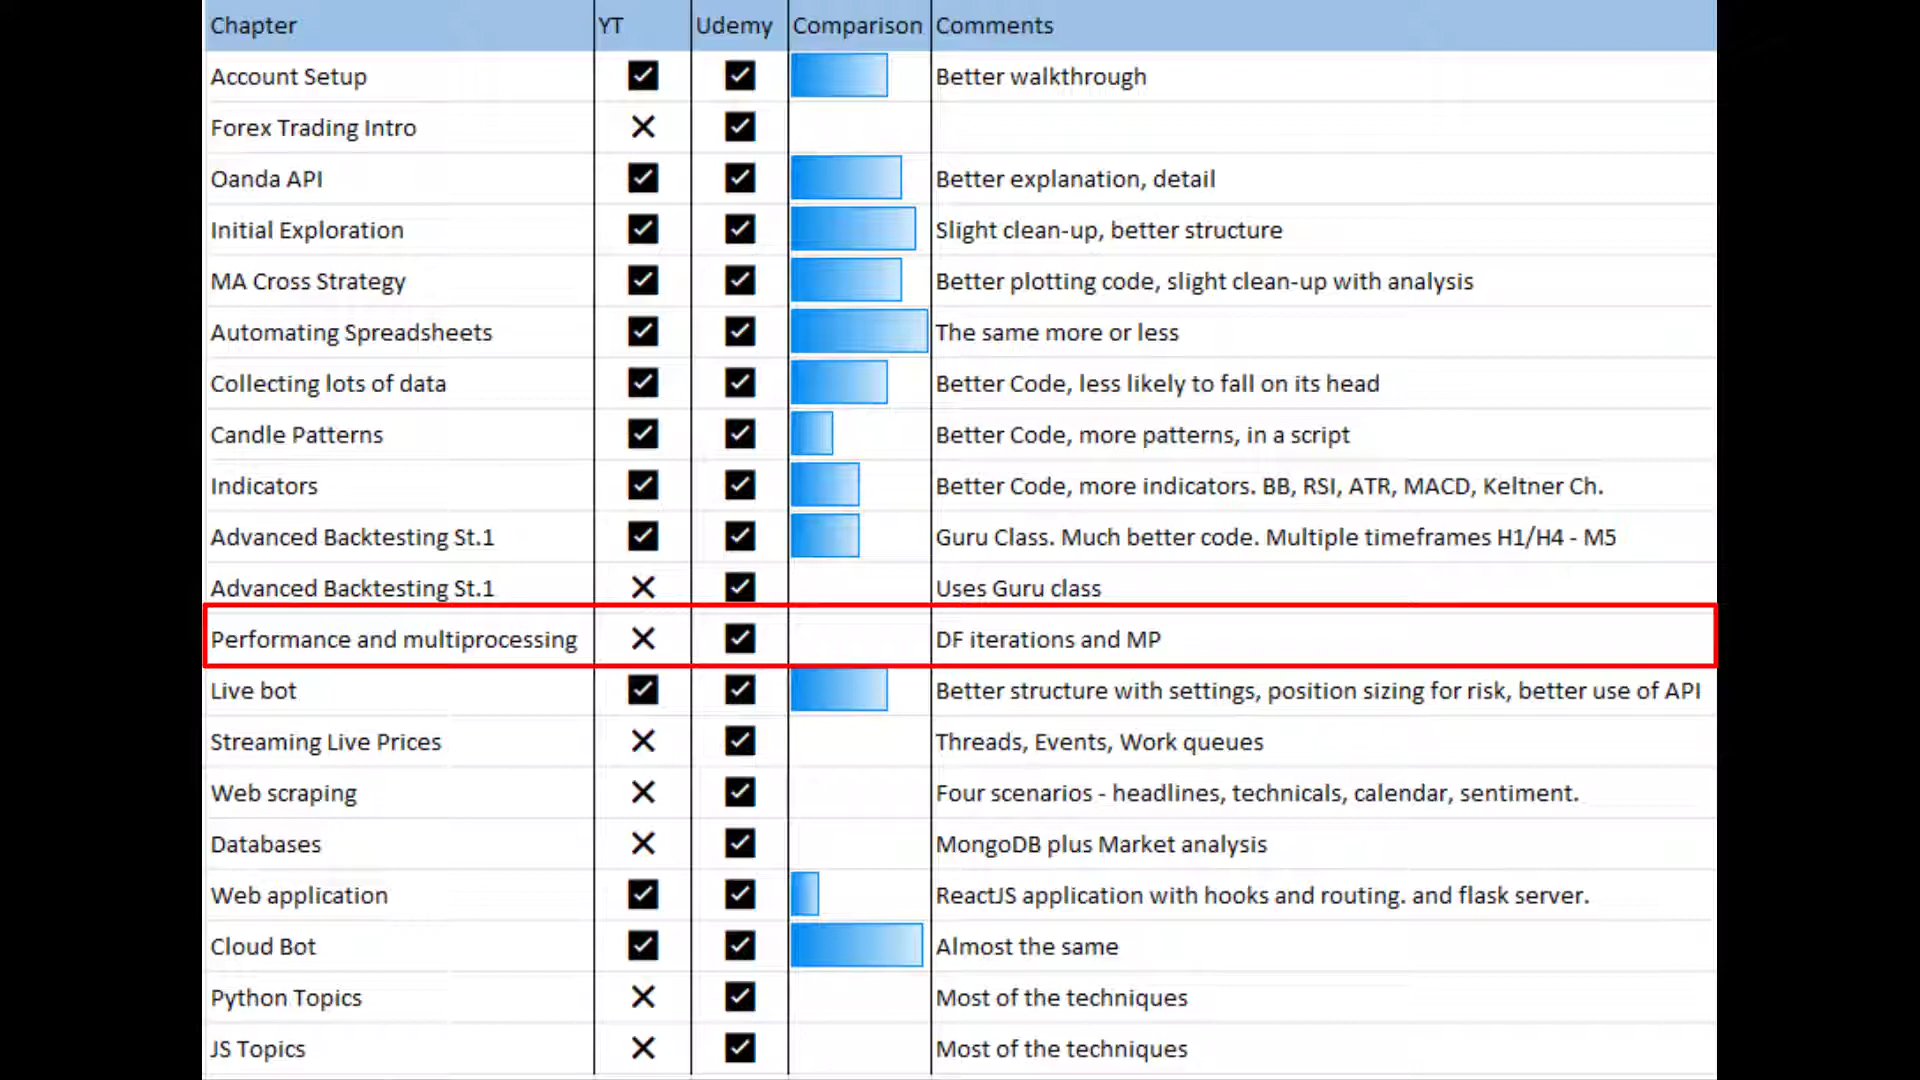 Chapter YT Udemy Comparison Comments
Account Setup Better walkthrough
Forex Trading Intro
Oanda API Better explanation, detail
Initial Exploration Slight clean-up, better structure
MA Cross Strategy Better plotting code, slight clean-up with analysis
Automating Spreadsheets The same more or less
Collecting lots of data Better Code, less likely to fall on its head
Candle Patterns Better Code, more patterns, in a script
Indicators Better Code, more indicators. BB, RSI, ATR, MACD, Keltner Ch.
Advanced Backtesting St.1 Guru Class. Much better code. Multiple timeframes H1/H4 - M5
Advanced Backtesting St.1 Uses Guru class
Performance and multiprocessing DF iterations and MP
Live bot Better structure with settings, position sizing for risk, better use of API
Streaming Live Prices Threads, Events, Work queues
Web scraping Four scenarios - headlines, technicals, calendar, sentiment.
Databases MongoDB plus Market analysis
Web application ReactJS application with hooks and routing. and flask server.
Cloud Bot Almost the same
Python Topics Most of the techniques
JS Topics Most of the techniques